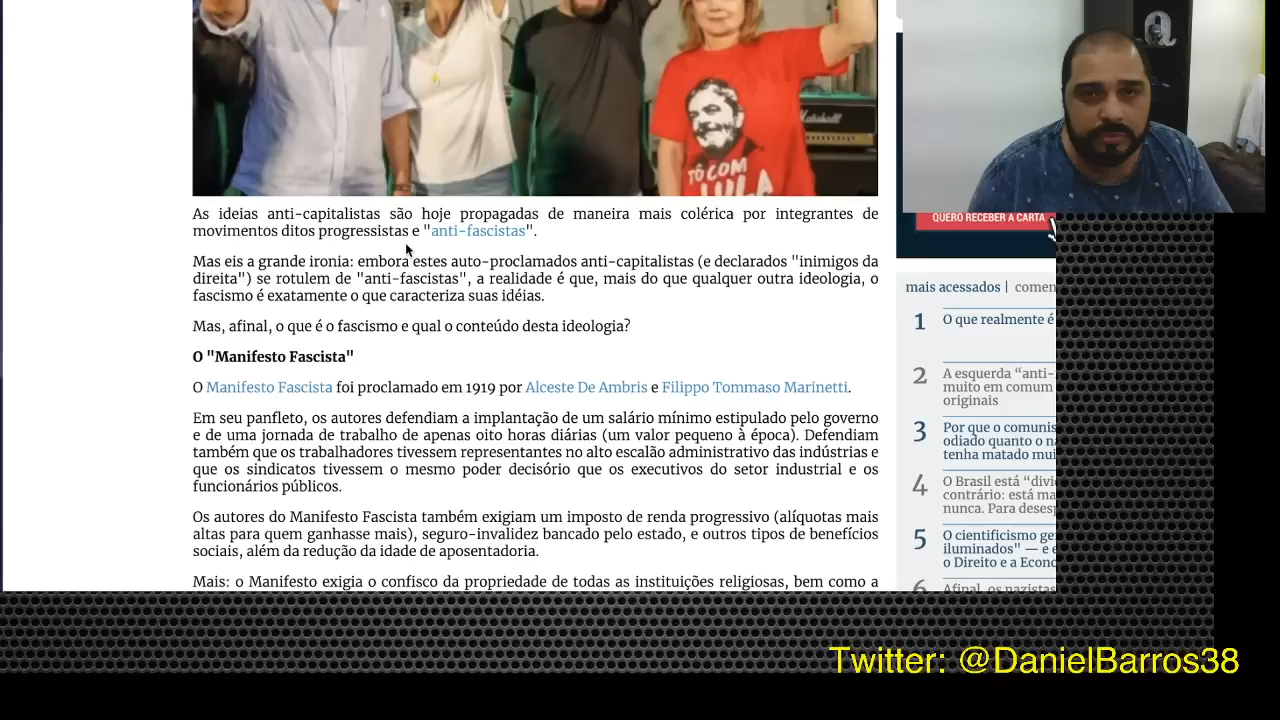 Marshall
TÔ COM
LULA
As ideias anti-capitalistas são hoje propagadas de maneira mais colérica por integrantes de
movimentos ditos progressistas e "anti-fascistas".
Mas eis a grande ironia: embora estes auto-proclamados anti-capitalistas (e declarados "inimigos da
direita") se rotulem de "anti-fascistas", a realidade é que, mais do que qualquer outra ideologia, o
fascismo é exatamente o que caracteriza suas idéias.
Mas, afinal, o que é o fascismo e qual o conteúdo desta ideologia?
O "Manifesto Fascista"
O Manifesto Fascista foi proclamado em 1919 por Alceste De Ambris e Filippo Tommaso Marinetti.
Em seu panfleto, os autores defendiam a implantação de um salário mínimo estipulado pelo governo
e de uma jornada de trabalho de apenas oito horas diárias (um valor pequeno à época). Defendiam
também que os trabalhadores tivessem representantes no alto escalão administrativo das indústrias e
que os sindicatos tivessem o mesmo poder decisório que os executivos do setor industrial e os
funcionários públicos.
Os autores do Manifesto Fascista também exigiam um imposto de renda progressivo (alíquotas mais
altas para quem ganhasse mais), seguro-invalidez bancado pelo estado, e outros tipos de benefícios
sociais, além da redução da idade de aposentadoria.
Mais: o Manifesto exigia o confisco da propriedade de todas as instituições religiosas, bem como a
QUERO RECEBER A CARTA
mais acessados | comen
1 O que realmente é
2 A esquerda “anti-
muito em comum
originais
3 Por que o comunis
odiado quanto o n
tenha matado mui
4 O Brasil está “divi
contrário: está ma
nunca. Para deses
5 O cientificismo ge
iluminados" — e e
o Direito e a Econo
6 Afinal, os nazistas
Twitter: @DanielBarros38